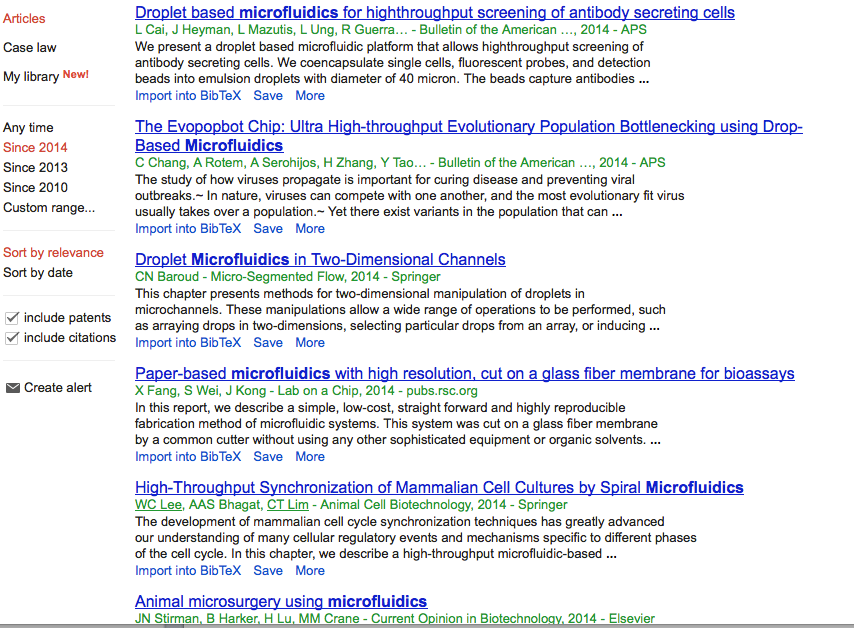 Articles
Case law
My library New!
Any time
Since 2014
Since 2013
Since 2010
Custom range...
Sort by relevance
Sort by date
include patents
include citations
Create alert
Droplet based microfluidics for highthroughput screening of antibody secreting cells
L Cai, J Heyman, L Mazutis, L Ung, R Guerra… - Bulletin of the American …, 2014 - APS
We present a droplet based microfluidic platform that allows highthroughput screening of
antibody secreting cells. We coencapsulate single cells, fluorescent probes, and detection
beads into emulsion droplets with diameter of 40 micron. The beads capture antibodies ...
Import into BibTeX Save More
The Evopopbot Chip: Ultra High-throughput Evolutionary Population Bottlenecking using Drop-
Based Microfluidics
C Chang, A Rotem, A Serohijos, H Zhang, Y Tao… - Bulletin of the American …, 2014 - APS
The study of how viruses propagate is important for curing disease and preventing viral
outbreaks.~ In nature, viruses can compete with one another, and the most evolutionary fit virus
usually takes over a population.~ Yet there exist variants in the population that can ...
Import into BibTeX Save More
Droplet Microfluidics in Two-Dimensional Channels
CN Baroud - Micro-Segmented Flow, 2014 - Springer
This chapter presents methods for two-dimensional manipulation of droplets in
microchannels. These manipulations allow a wide range of operations to be performed, such
as arraying drops in two-dimensions, selecting particular drops from an array, or inducing ...
Import into BibTeX Save More
Paper-based microfluidics with high resolution, cut on a glass fiber membrane for bioassays
X Fang, S Wei, J Kong - Lab on a Chip, 2014 - pubs.rsc.org
In this report, we describe a simple, low-cost, straight forward and highly reproducible
fabrication method of microfluidic systems. This system was cut on a glass fiber membrane
by a common cutter without using any other sophisticated equipment or organic solvents. ...
Import into BibTeX Save More
High-Throughput Synchronization of Mammalian Cell Cultures by Spiral Microfluidics
WC Lee, AAS Bhagat, CT Lim - Animal Cell Biotechnology, 2014 - Springer
The development of mammalian cell cycle synchronization techniques has greatly advanced
our understanding of many cellular regulatory events and mechanisms specific to different phases
of the cell cycle. In this chapter, we describe a high-throughput microfluidic-based ...
Import into BibTeX Save More
Animal microsurgery using microfluidics
JN Stirman, B Harker, H Lu, MM Crane - Current Opinion in Biotechnology, 2014 - Elsevier